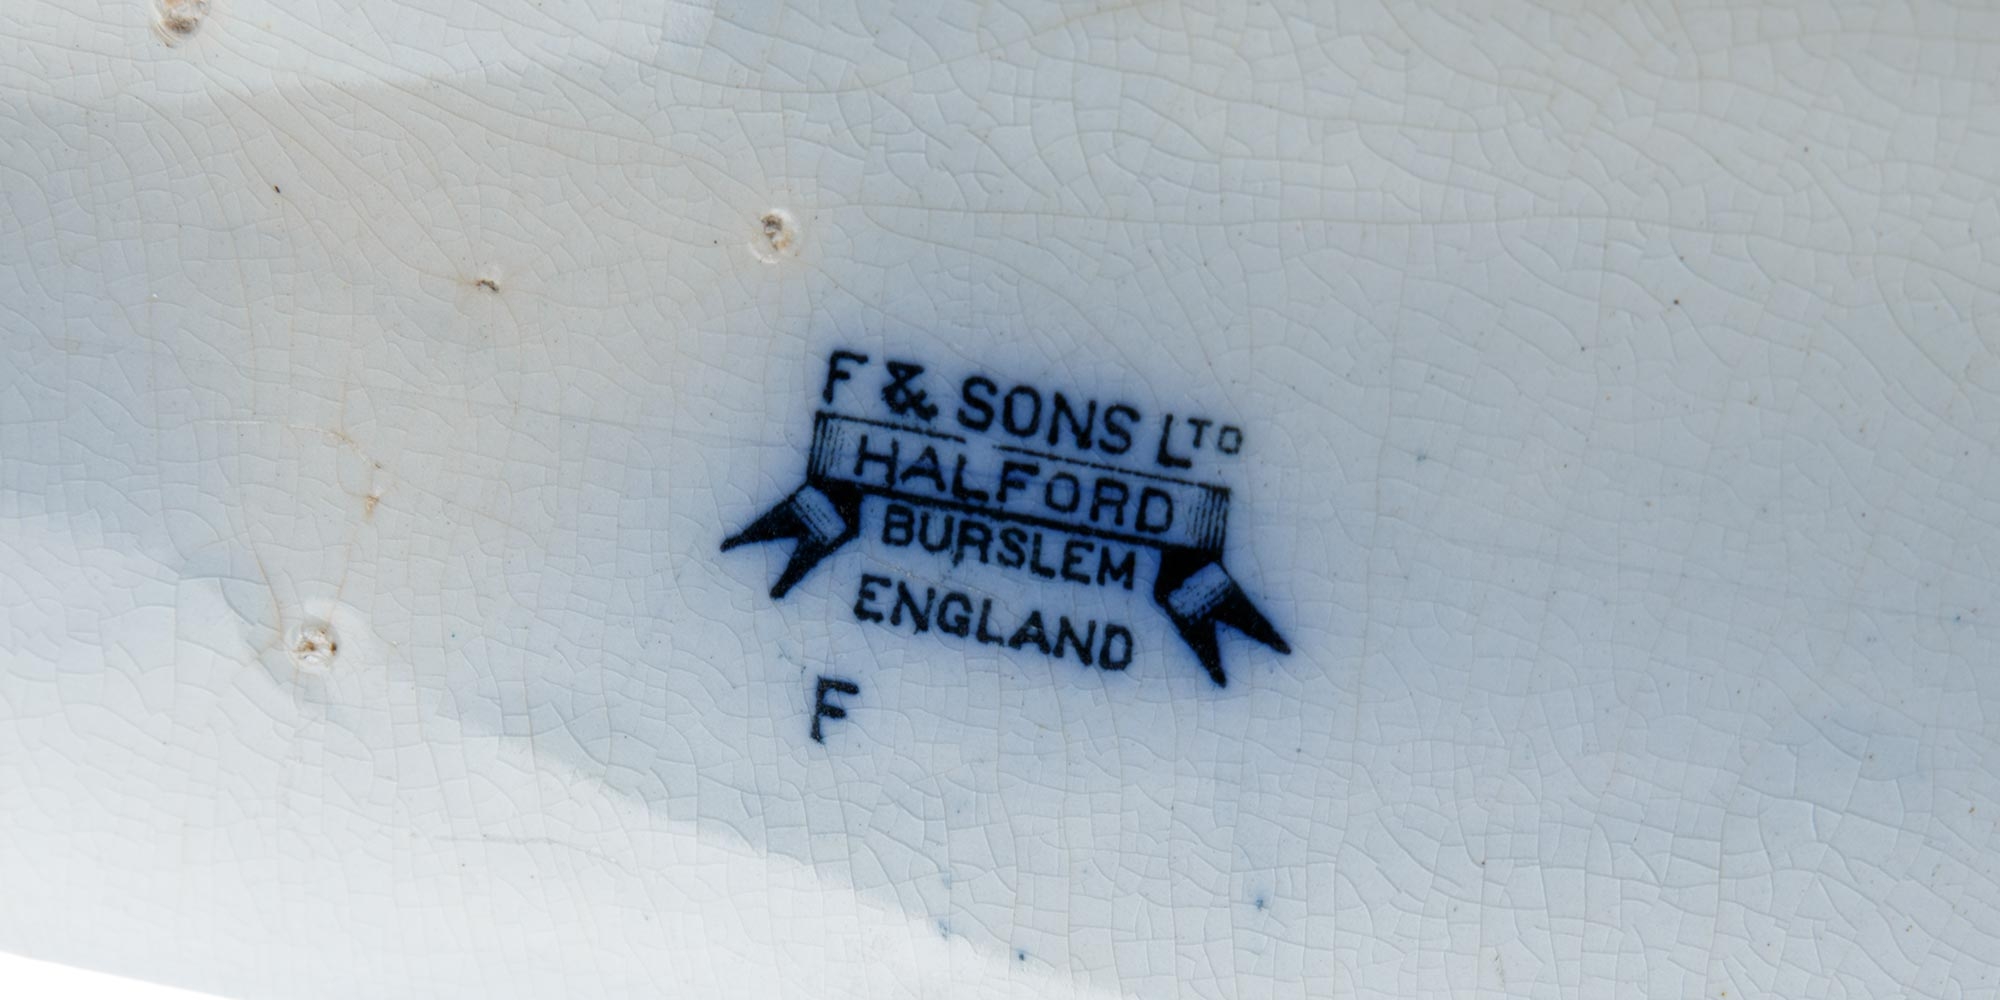 F & SONS LTD
HALFORD
BURSLEM
ENGLAND
F